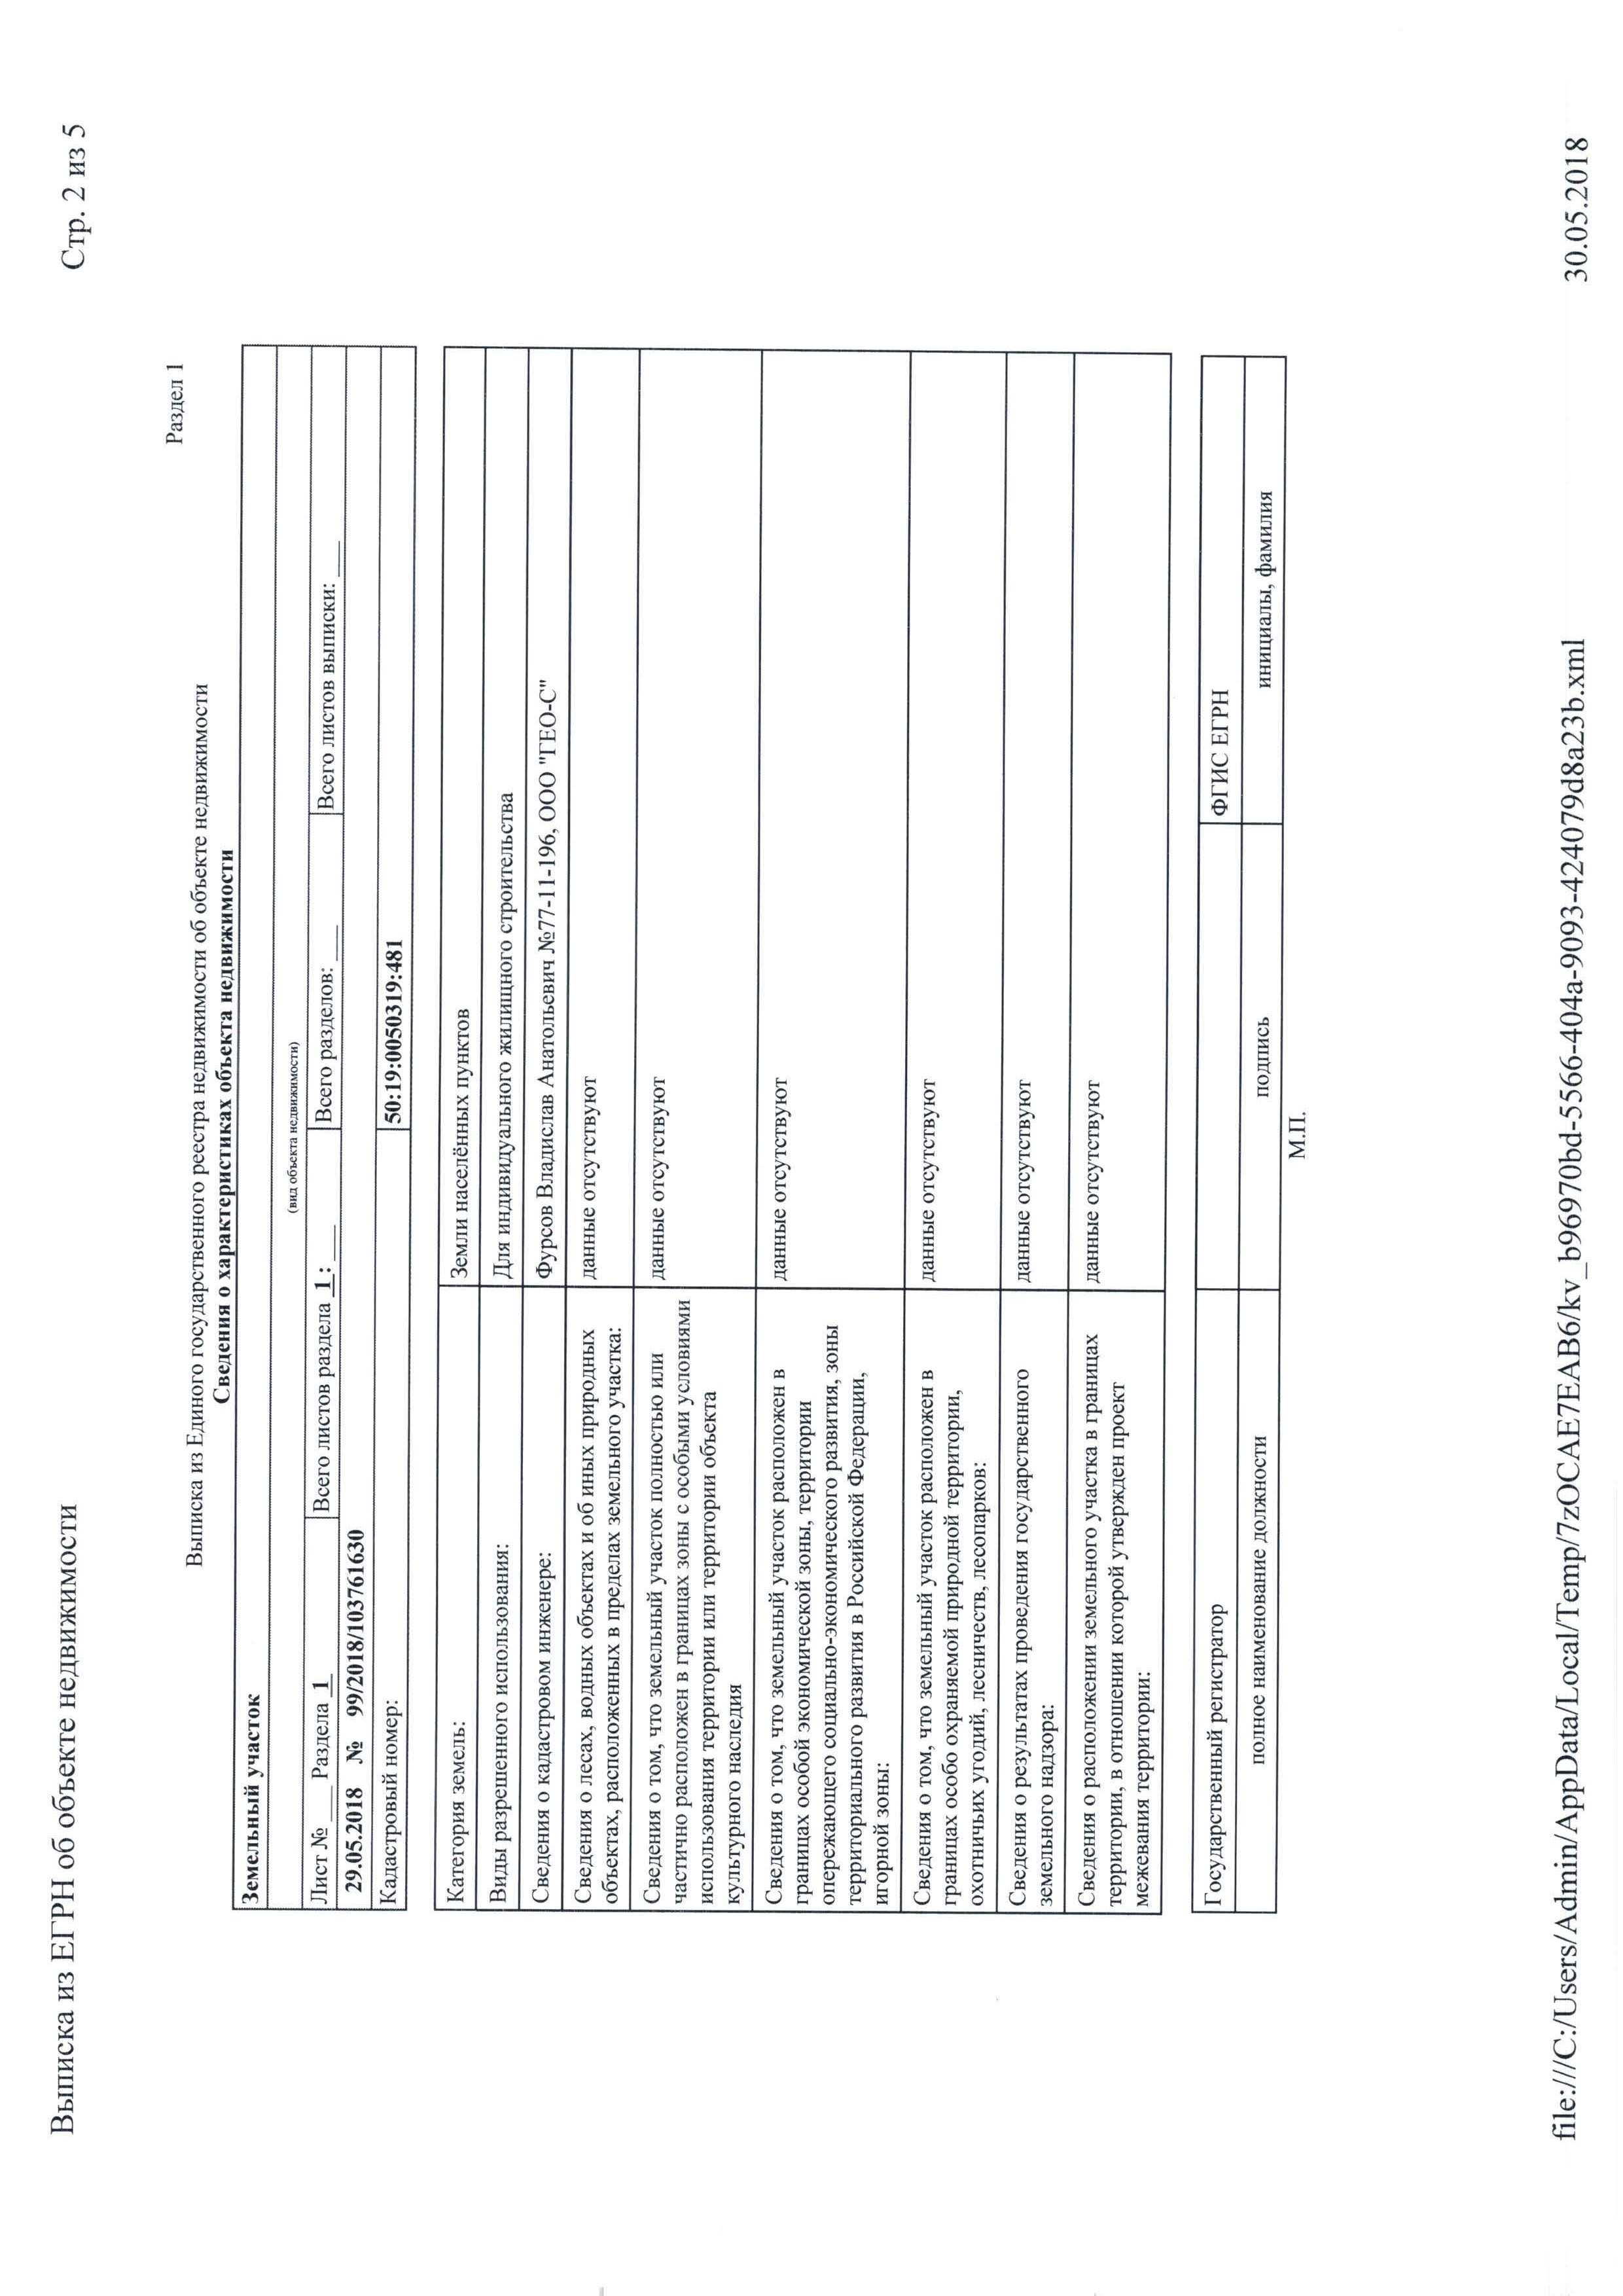 Выписка из ЕГРН об объекте недвижимости
Стр. 2 из 5
Раздел 1
Выписка из Единого государственного реестра недвижимости об объекте недвижимости
Сведения о характеристиках объекта недвижимости
Земельный участок
(вид объекта недвижимости)
Лист № ___ Раздела 1
Всего листов раздела 1: ___
Всего разделов: ___
Всего листов выписки: ___
29.05.2018 № 99/2018/103761630
Кадастровый номер:
50:19:0050319:481
Категория земель:
Земли населённых пунктов
Виды разрешенного использования:
Для индивидуального жилищного строительства
Сведения о кадастровом инженере:
Фурсов Владислав Анатольевич №77-11-196, ООО "ГЕО-С"
Сведения о лесах, водных объектах и об иных природных
объектах, расположенных в пределах земельного участка:
данные отсутствуют
Сведения о том, что земельный участок полностью или
частично расположен в границах зоны с особыми условиями
использования территории или территории объекта
культурного наследия
данные отсутствуют
Сведения о том, что земельный участок расположен в
границах особой экономической зоны, территории
опережающего социально-экономического развития, зоны
территориального развития в Российской Федерации,
игорной зоны:
данные отсутствуют
Сведения о том, что земельный участок расположен в
границах особо охраняемой природной территории,
охотничьих угодий, лесничеств, лесопарков:
данные отсутствуют
Сведения о результатах проведения государственного
земельного надзора:
данные отсутствуют
Сведения о расположении земельного участка в границах
территории, в отношении которой утвержден проект
межевания территории:
данные отсутствуют
Государственный регистратор
ФГИС ЕГРН
полное наименование должности
подпись
инициалы, фамилия
М.П.
file:///C:/Users/Admin/AppData/Local/Temp/7zOCAE7EAB6/kv_b96970bd-5566-404a-9093-424079d8a23b.xml
30.05.2018